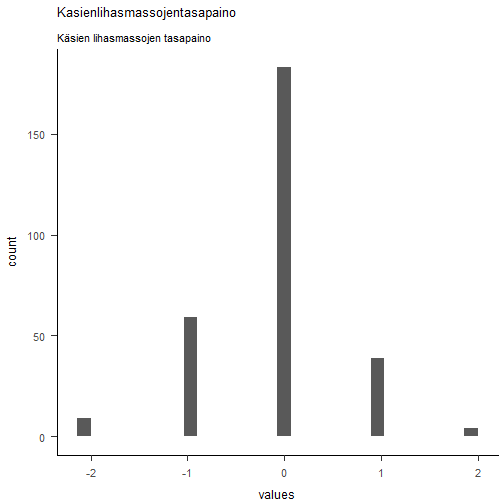 Kasienlihasmassojentasapaino
Käsien lihasmassojen tasapaino
150
100
50
0
count
-2 -1 0 1 2
values